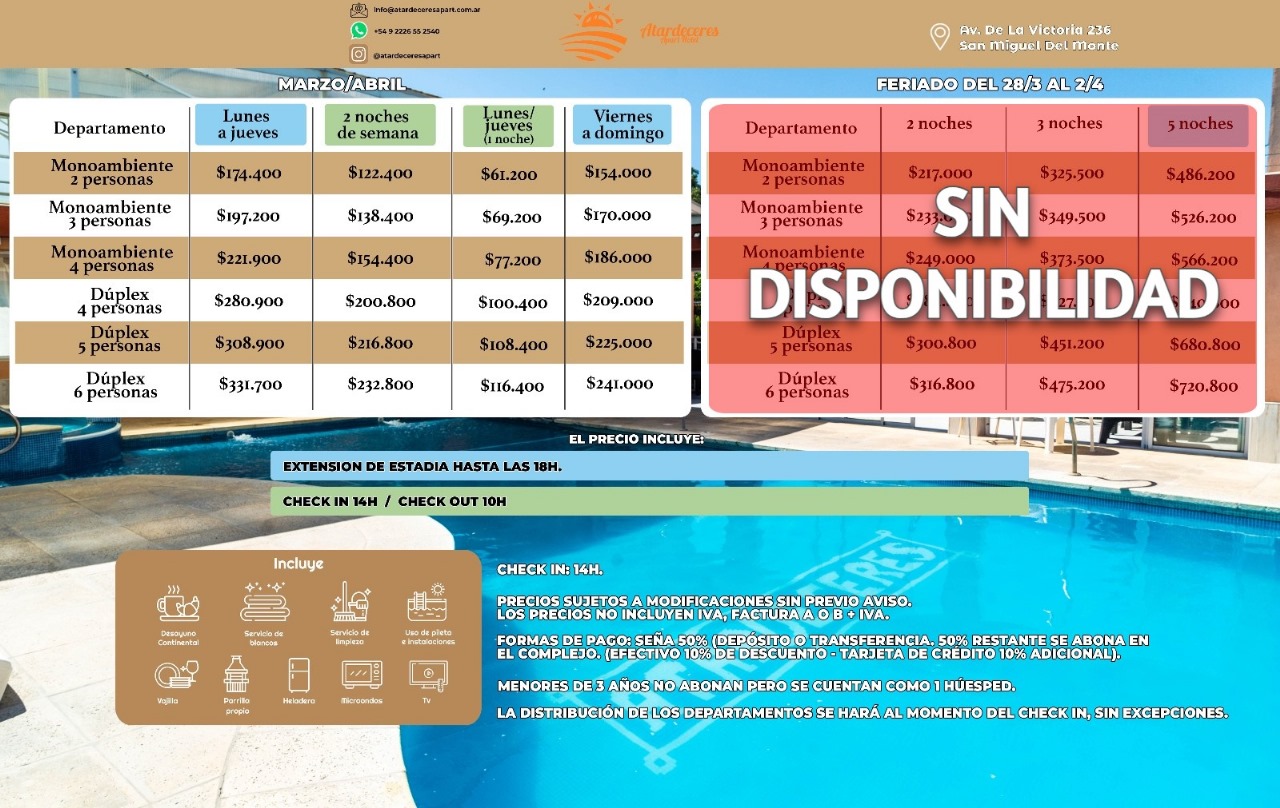 info@atardeceresapart.com.ar
+54 9 2226 55 2540
@atardeceresapart
Atardeceres
Apart Hotel
Av. De La Victoria 236
San Miguel Del Monte
MARZO/ABRIL
Departamento Lunes a jueves 2 noches de semana Lunes/ jueves (1 noche) Viernes a domingo
Monoambiente 2 personas $174.400 $122.400 $61.200 $154.000
Monoambiente 3 personas $197.200 $138.400 $69.200 $170.000
Monoambiente 4 personas $221.900 $154.400 $77.200 $186.000
Dúplex 4 personas $280.900 $200.800 $100.400 $209.000
Dúplex 5 personas $308.900 $216.800 $108.400 $225.000
Dúplex 6 personas $331.700 $232.800 $116.400 $241.000
FERIADO DEL 28/3 AL 2/4
Departamento 2 noches 3 noches 5 noches
Monoambiente 2 personas $217.000 $325.500 $486.200
Monoambiente 3 personas $349.500 $526.200
Monoambiente 4 personas $249.000 $373.500 $566.200
Dúplex 5 personas $300.800 $451.200 $680.800
Dúplex 6 personas $316.800 $475.200 $720.800
SIN
DISPONIBILIDAD
EL PRECIO INCLUYE:
EXTENSION DE ESTADIA HASTA LAS 18H.
CHECK IN 14H / CHECK OUT 10H
Incluye
Desayuno Continental
Servicio de blancos
Servicio de limpieza
Uso de pileta e instalaciones
Vajilla
Parrilla propio
Heladera
Microondas
Tv
CHECK IN: 14H.
PRECIOS SUJETOS A MODIFICACIONES SIN PREVIO AVISO.
LOS PRECIOS NO INCLUYEN IVA, FACTURA A O B + IVA.
FORMAS DE PAGO: SEÑA 50% (DEPÓSITO O TRANSFERENCIA. 50% RESTANTE SE ABONA EN
EL COMPLEJO. (EFECTIVO 10% DE DESCUENTO - TARJETA DE CRÉDITO 10% ADICIONAL).
MENORES DE 3 AÑOS NO ABONAN PERO SE CUENTAN COMO 1 HÚESPED.
LA DISTRIBUCIÓN DE LOS DEPARTAMENTOS SE HARÁ AL MOMENTO DEL CHECK IN, SIN EXCEPCIONES.